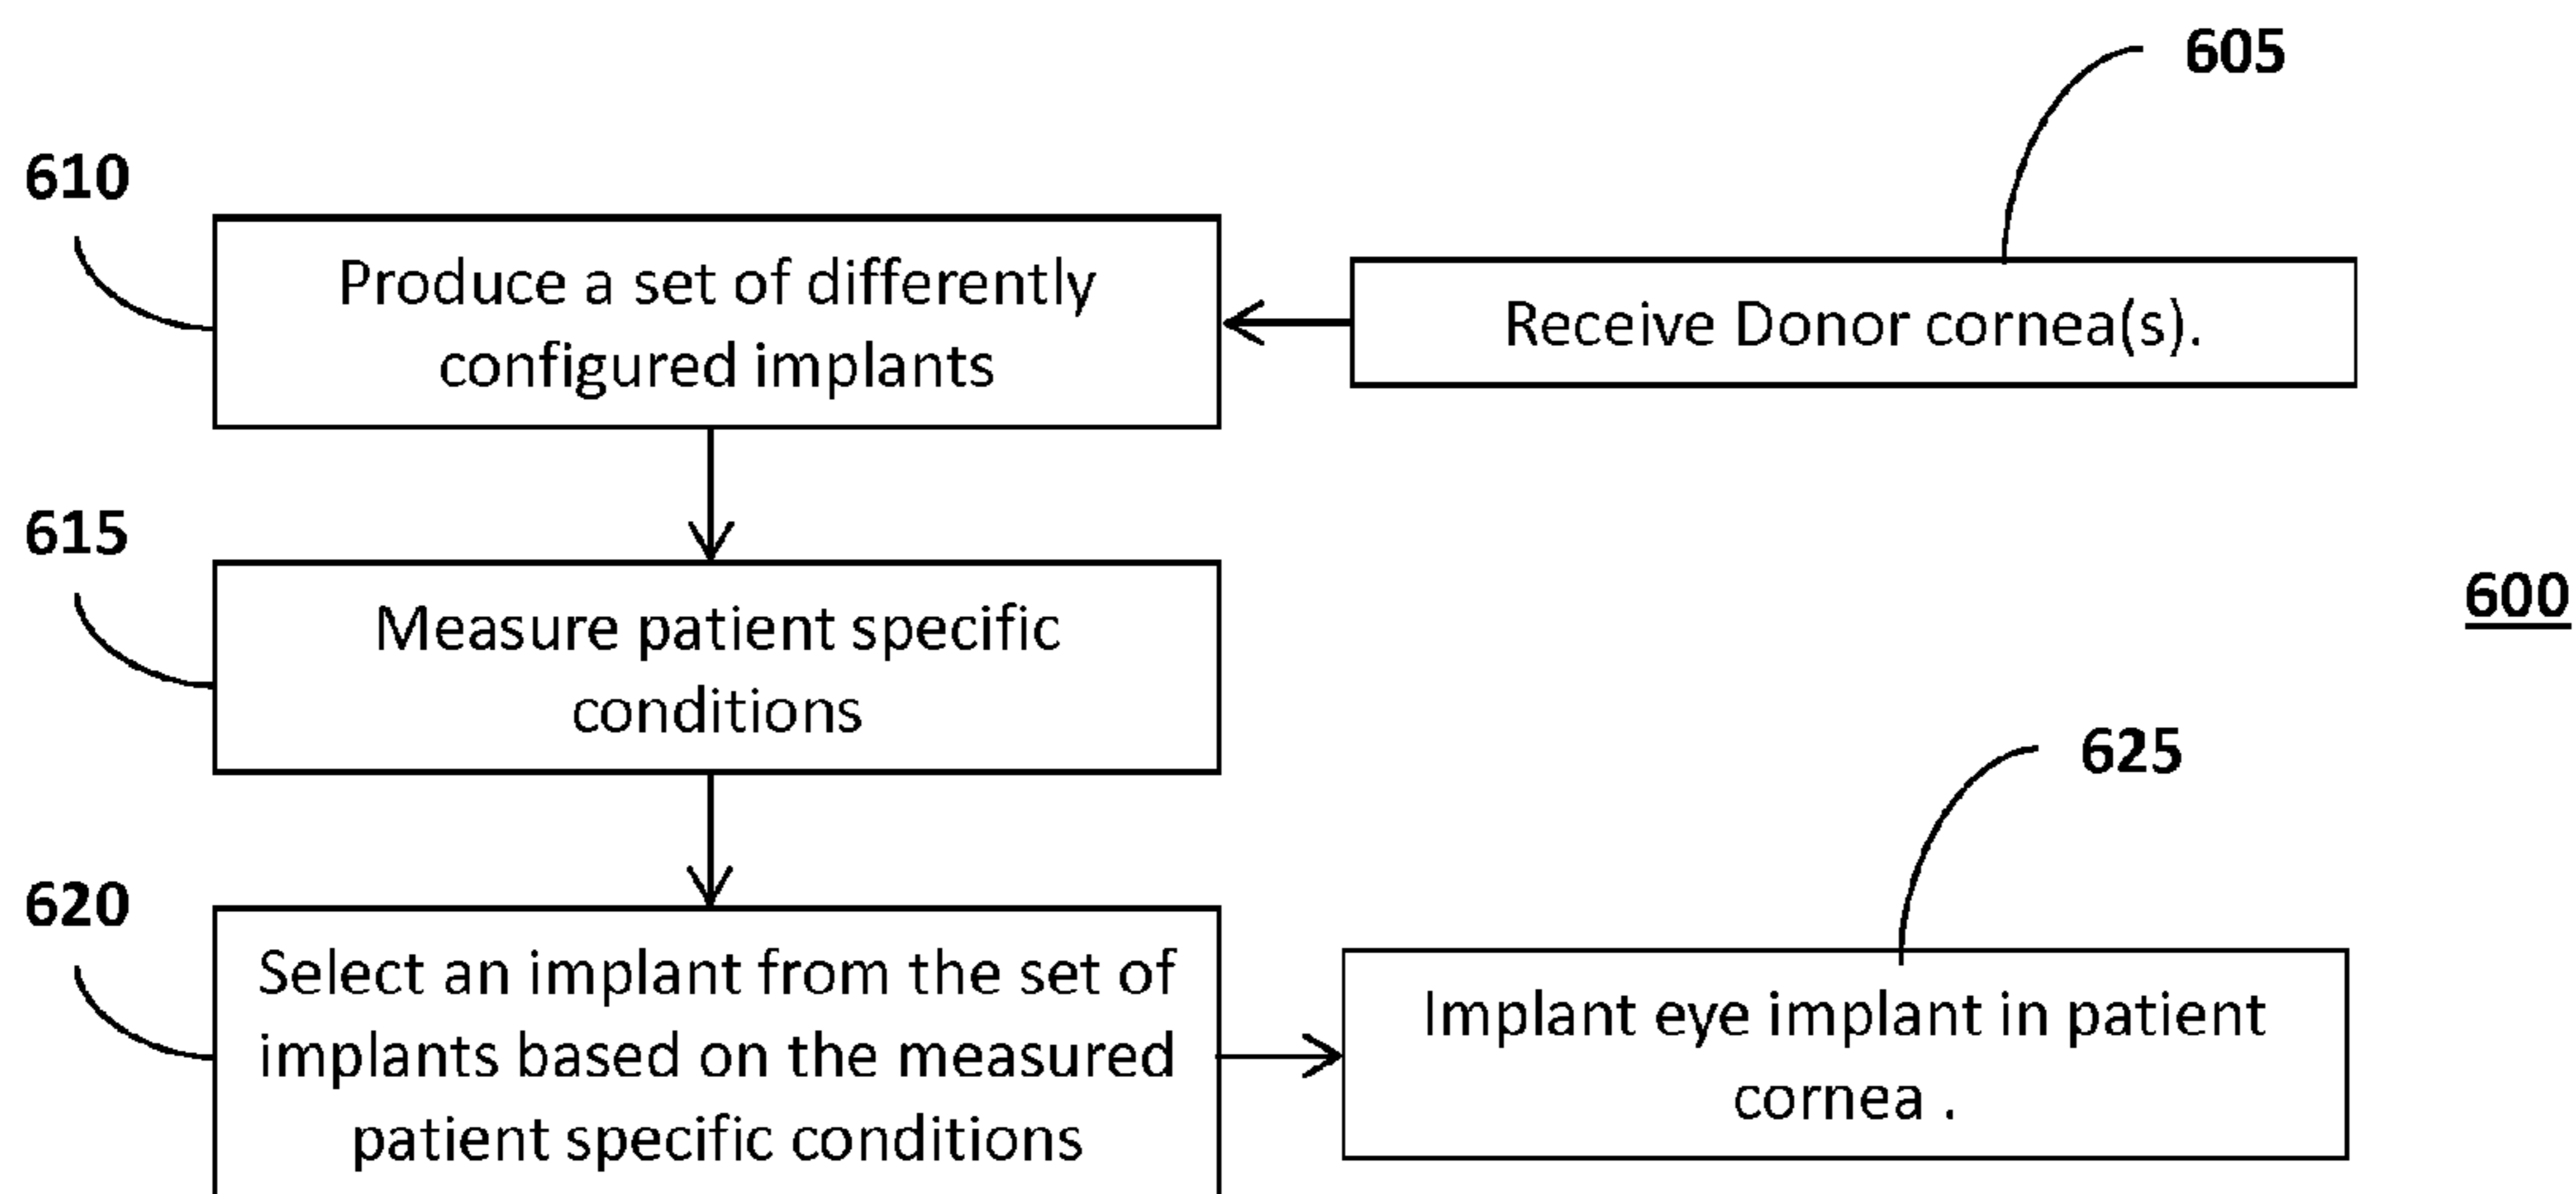 605
610
Produce a set of differently
configured implants
Receive Donor cornea(s).
615
Measure patient specific
conditions
600
625
620
Select an implant from the set of
implants based on the measured
patient specific conditions
Implant eye implant in patient
cornea .